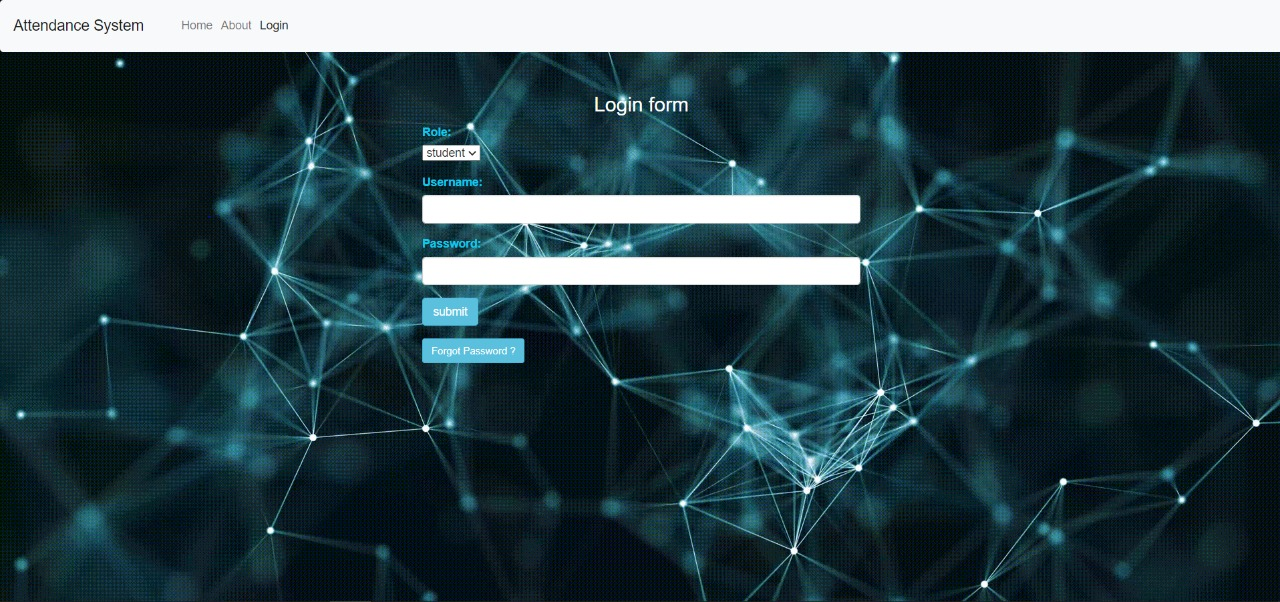 Attendance System Home About Login
Login form
Role:
student
Username:
Password:
submit
Forgot Password ?